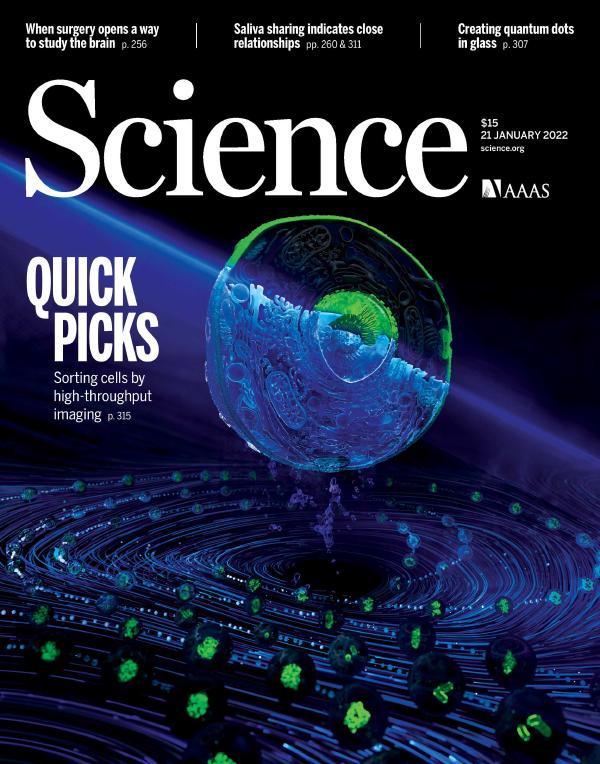 When surgery opens a way
to study the brain p. 256
Saliva sharing indicates close
relationships pp. 260 & 311
Creating quantum dots
in glass p. 307
Science
$15
21 JANUARY 2022
science.org
AAAS
QUICK
PICKS
Sorting cells by
high-throughput
imaging p. 315